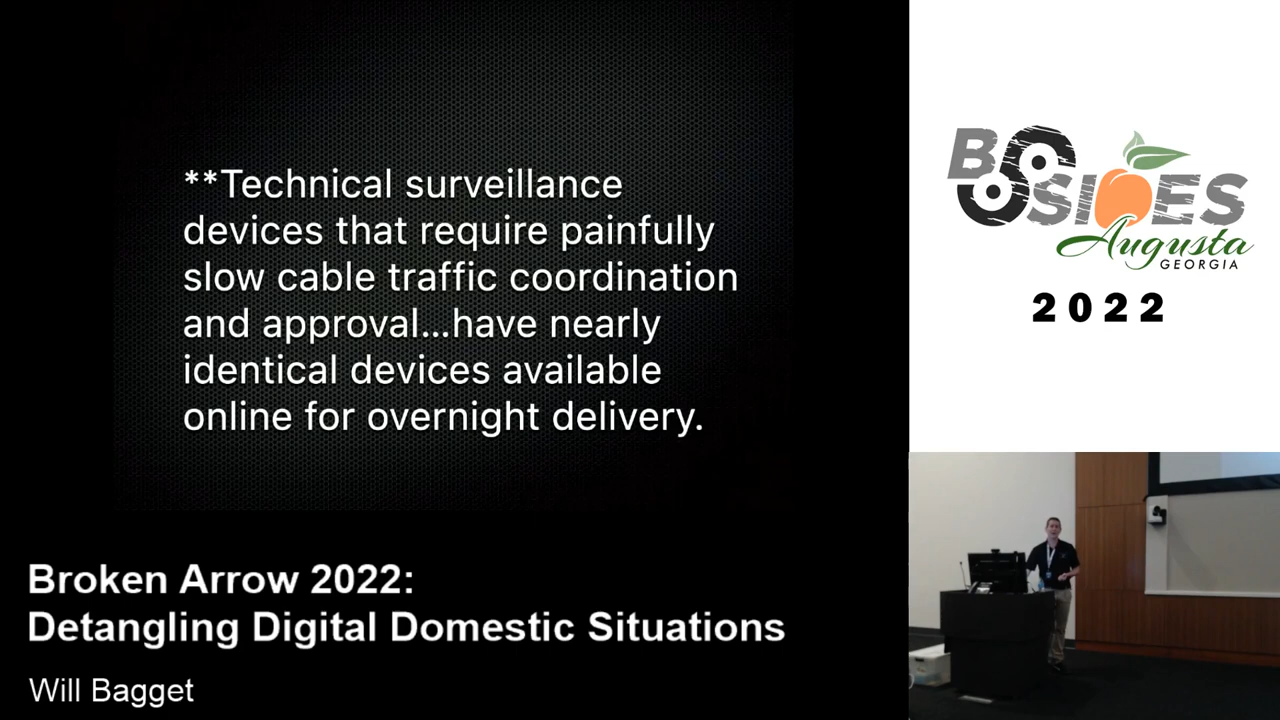 **Technical surveillance
devices that require painfully
slow cable traffic coordination
and approval...have nearly
identical devices available
online for overnight delivery.
Broken Arrow 2022:
Detangling Digital Domestic Situations
Will Bagget
BSIDES
Augusta
GEORGIA
2022